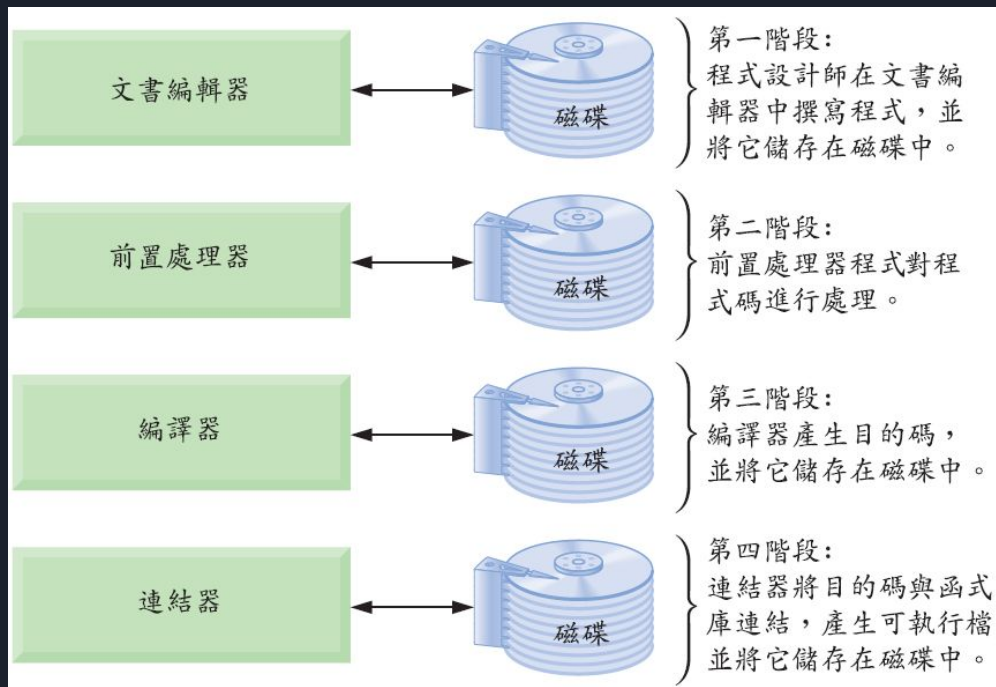 文書編輯器
磁碟
第一階段：
程式設計師在文書編
輯器中撰寫程式，並
將它儲存在磁碟中。
前置處理器
磁碟
第二階段：
前置處理器程式對程
式碼進行處理。
編譯器
磁碟
第三階段：
編譯器產生目的碼，
並將它儲存在磁碟中。
連結器
磁碟
第四階段：
連結器將目的碼與函式
庫連結，產生可執行檔
並將它儲存在磁碟中。